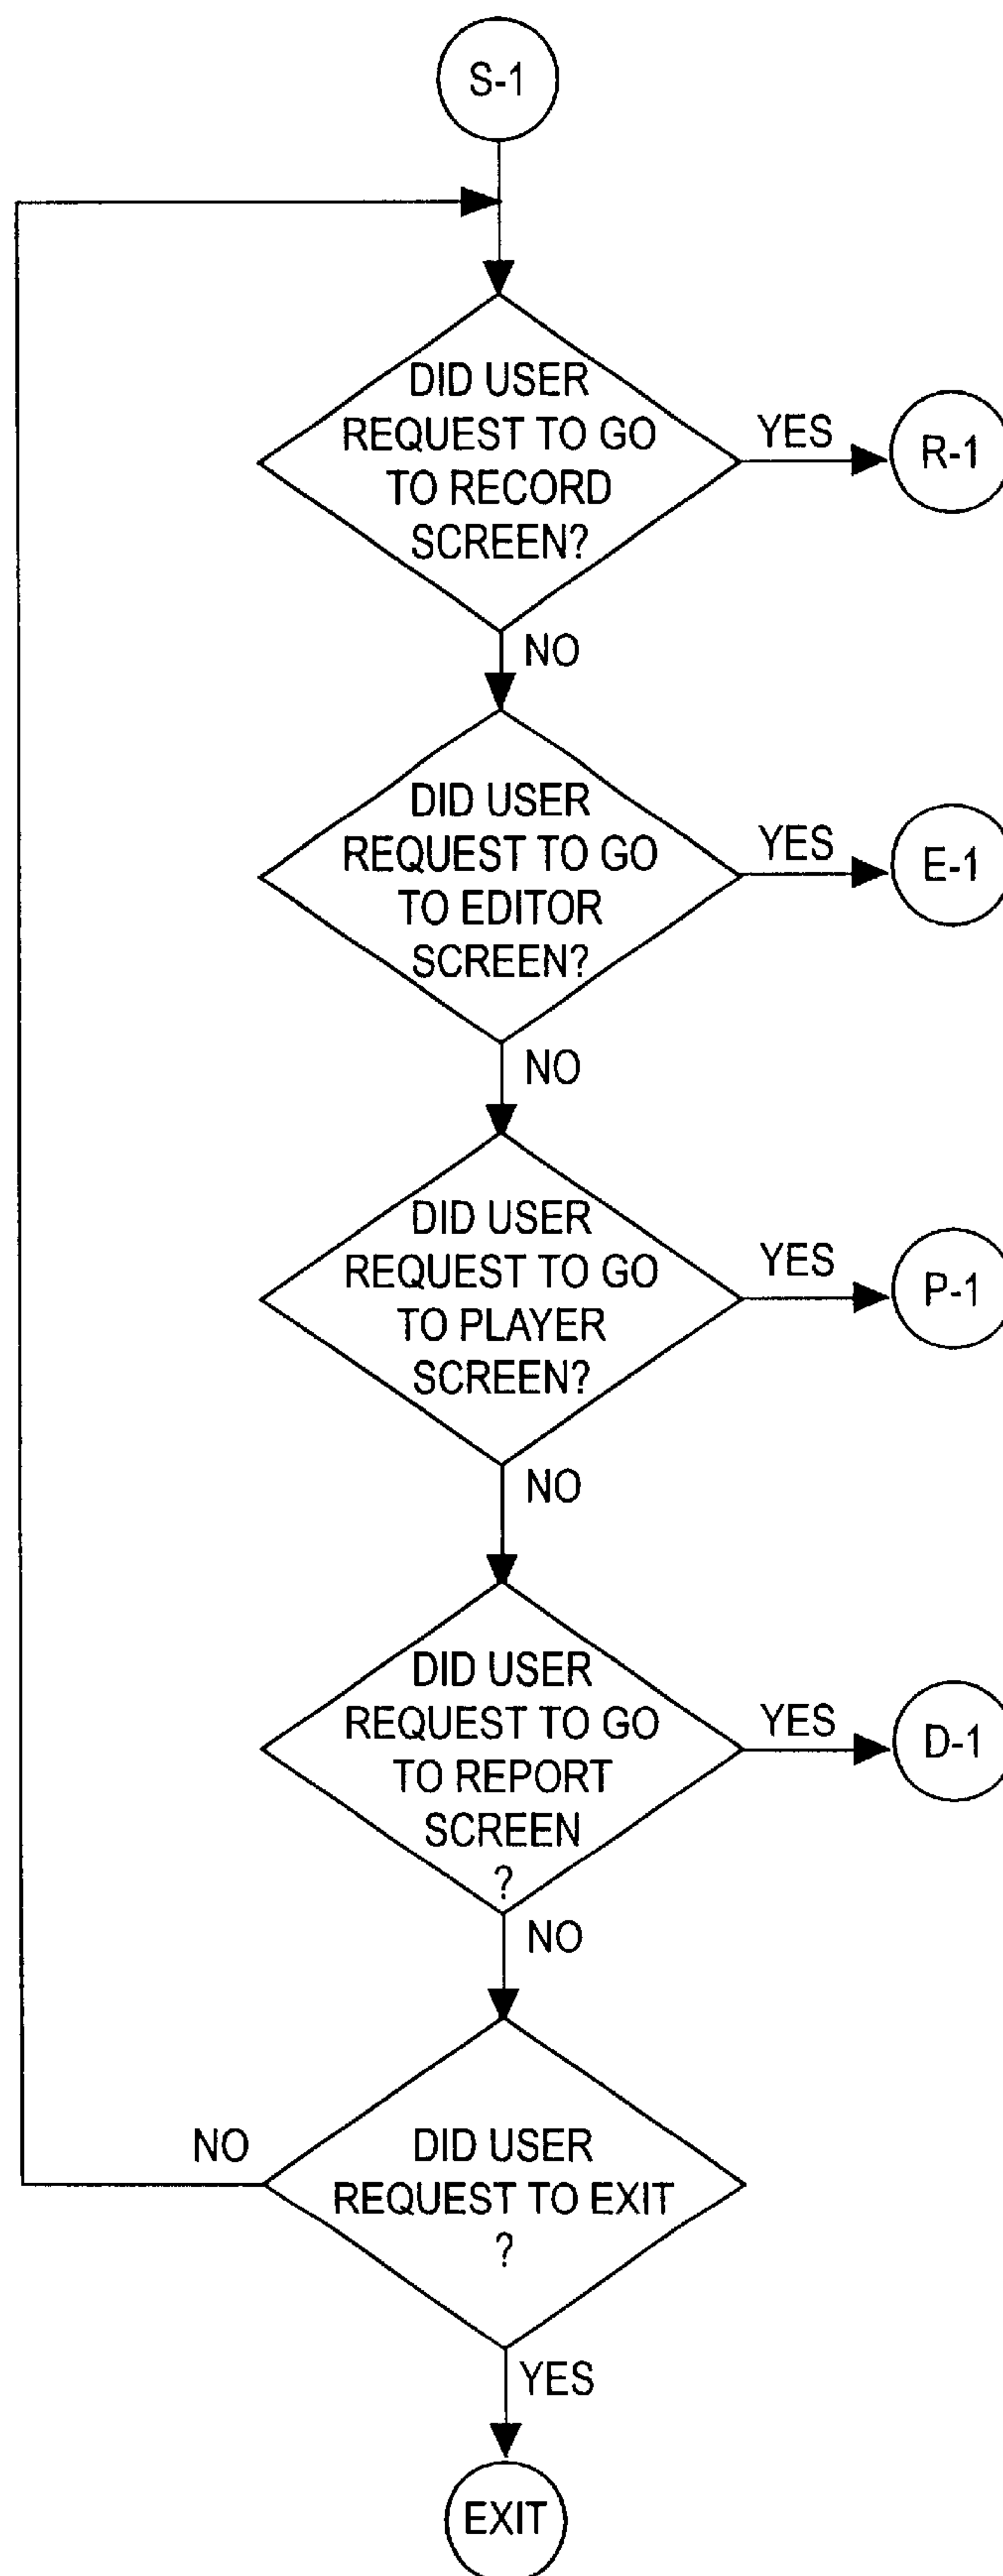 S-1
DID USER
REQUEST TO GO
TO RECORD
SCREEN?
YES
R-1
NO
DID USER
REQUEST TO GO
TO EDITOR
SCREEN?
YES
E-1
NO
DID USER
REQUEST TO GO
TO PLAYER
SCREEN?
YES
P-1
NO
DID USER
REQUEST TO GO
TO REPORT
SCREEN
?
YES
D-1
NO
NO
DID USER
REQUEST TO EXIT
?
YES
EXIT